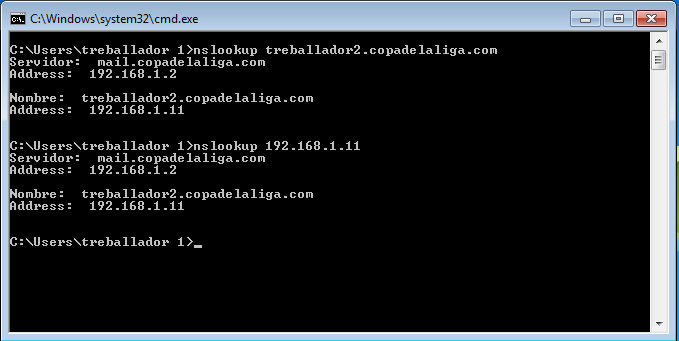 C:\Windows\system32\cmd.exe
C:\Users\treballador 1>nslookup treballador2.copadelaliga.com
Servidor:  mail.copadelaliga.com
Address:  192.168.1.2
Nombre:  treballador2.copadelaliga.com
Address:  192.168.1.11
C:\Users\treballador 1>nslookup 192.168.1.11
Servidor:  mail.copadelaliga.com
Address:  192.168.1.2
Nombre:  treballador2.copadelaliga.com
Address:  192.168.1.11
C:\Users\treballador 1>_